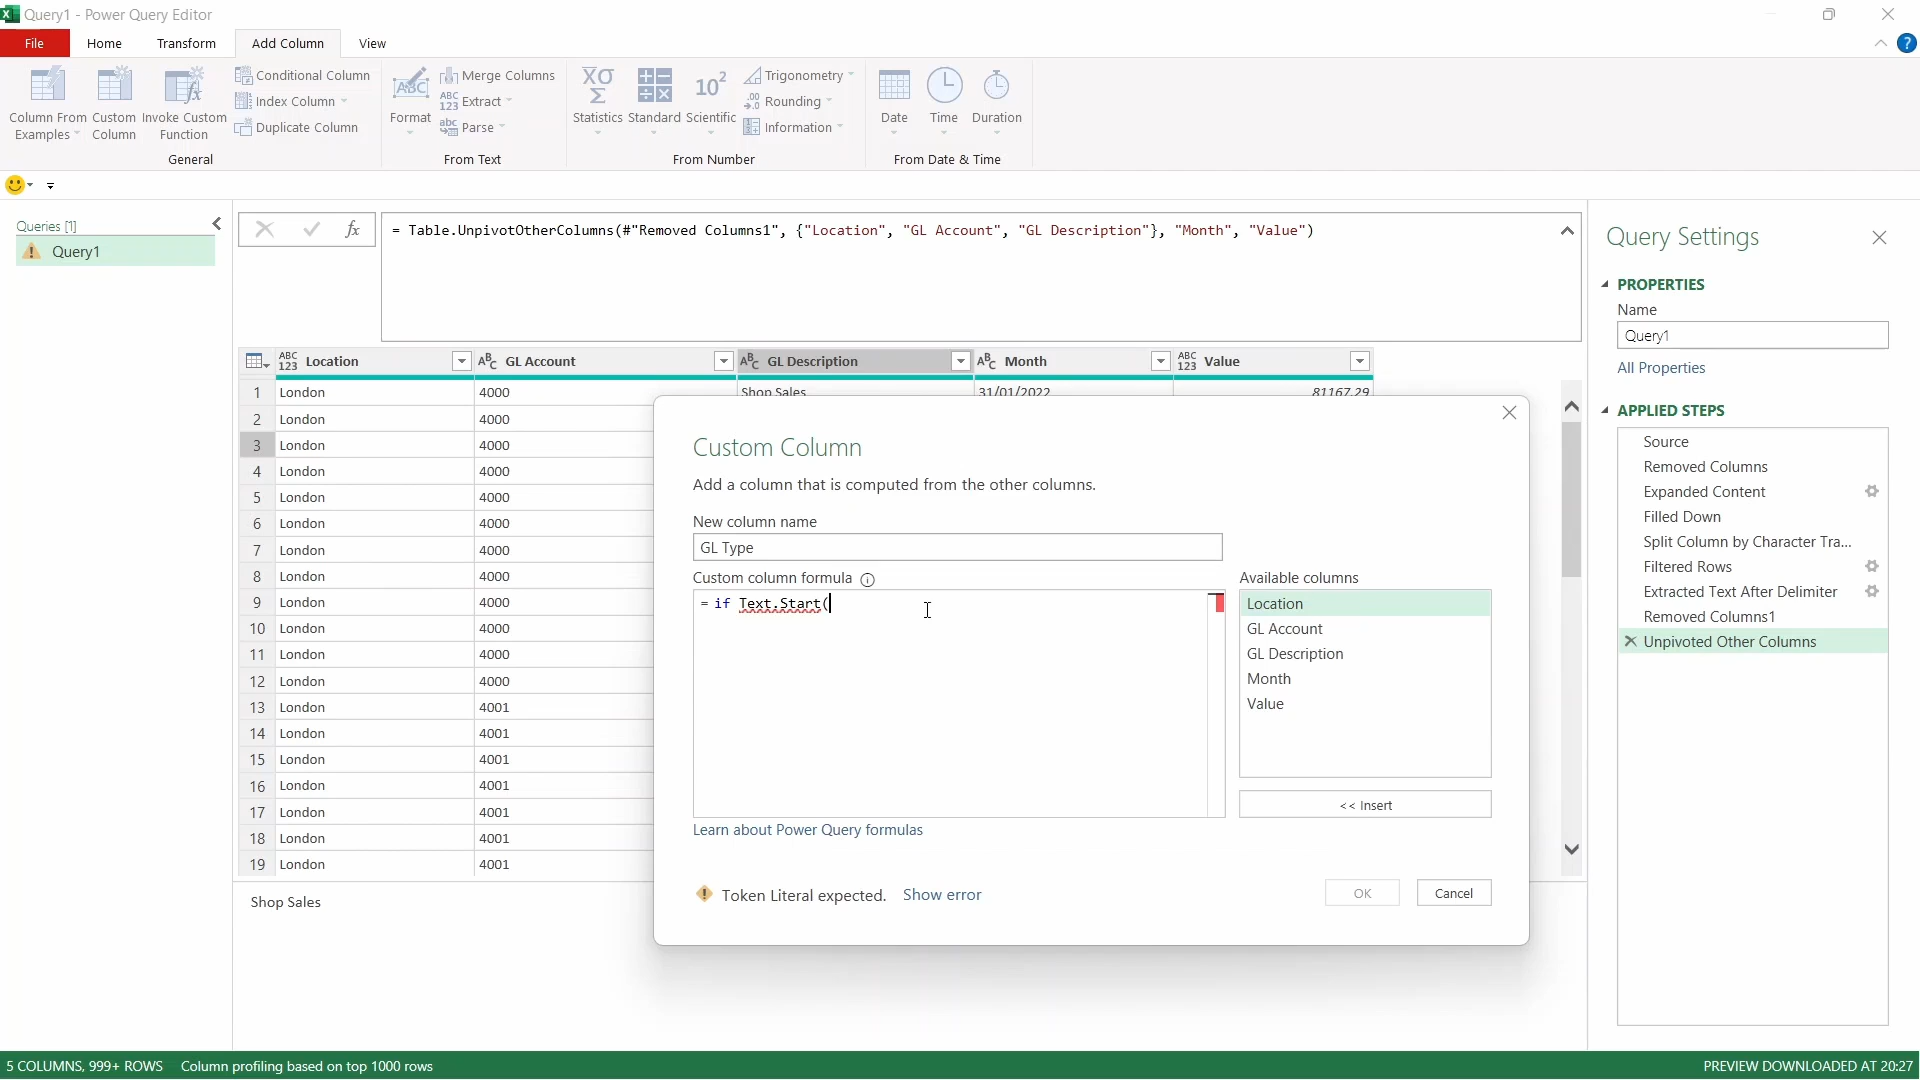 Query1 - Power Query Editor
File Home Transform Add Column View
Column From Examples
Custom Column
Invoke Custom Function
Conditional Column
Index Column
Duplicate Column
General
Format
Merge Columns
Extract
Parse
From Text
Statistics
Standard
Scientific
Trigonometry
Rounding
Information
From Number
Date
Time
Duration
From Date & Time
Queries [1]
Query1
fx
= Table.UnpivotOtherColumns(#"Removed Columns1", {"Location", "GL Account", "GL Description"}, "Month", "Value")
ABC 123 Location ABC GL Account ABC GL Description ABC Month ABC 123 Value
1 London 4000 Shop Sales 31/01/2022 81167.29
2 London 4000
3 London 4000
4 London 4000
5 London 4000
6 London 4000
7 London 4000
8 London 4000
9 London 4000
10 London 4000
11 London 4000
12 London 4000
13 London 4001
14 London 4001
15 London 4001
16 London 4001
17 London 4001
18 London 4001
19 London 4001
Shop Sales
Custom Column
Add a column that is computed from the other columns.
New column name
GL Type
Custom column formula
= if Text.Start(
Available columns
Location
GL Account
GL Description
Month
Value
<< Insert
Learn about Power Query formulas
Token Literal expected. Show error
OK Cancel
Query Settings
PROPERTIES
Name
Query1
All Properties
APPLIED STEPS
Source
Removed Columns
Expanded Content
Filled Down
Split Column by Character Tra...
Filtered Rows
Extracted Text After Delimiter
Removed Columns1
Unpivoted Other Columns
5 COLUMNS, 999+ ROWS Column profiling based on top 1000 rows
PREVIEW DOWNLOADED AT 20:27